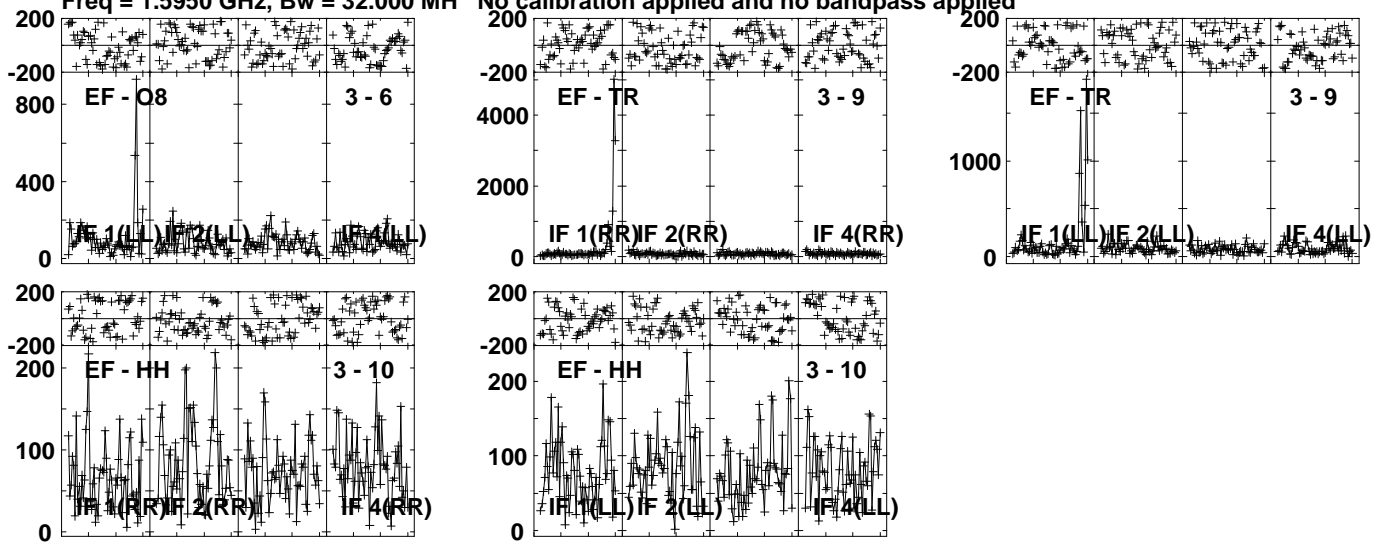 Freq = 1.5950 GHz, Bw = 32.000 MH No calibration applied and no bandpass applied
200 200 200
-200 -200 -200
EF - O8 3 - 6 EF - TR 3 - 9 EF - TR 3 - 9
800 4000
400 2000 1000
IF 1(LL) IF 2(LL) IF 4(LL) IF 1(RR) IF 2(RR) IF 4(RR) IF 1(LL) IF 2(LL) IF 4(LL)
0 0 0
200 200
-200 -200
EF - HH 3 - 10 EF - HH 3 - 10
200 200
100 100
IF 1(RR) IF 2(RR) IF 4(RR) IF 1(LL) IF 2(LL) IF 4(LL)
0 0